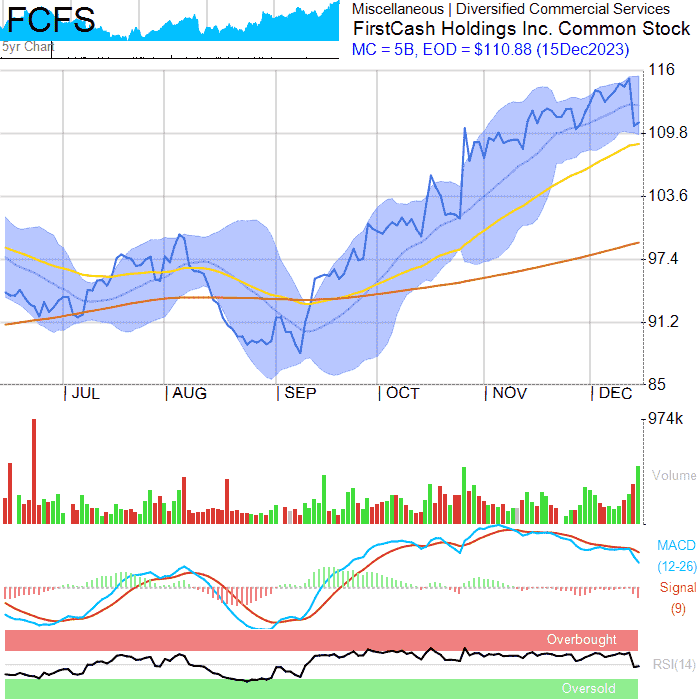 FCFS
5yr Chart
Miscellaneous | Diversified Commercial Services
FirstCash Holdings Inc. Common Stock
MC = 5B, EOD = $110.88 (15Dec2023)
116
109.8
103.6
97.4
91.2
85
JUL AUG SEP OCT NOV DEC
974k
Volume
MACD
(12-26)
Signal
(9)
Overbought
RSI(14)
Oversold